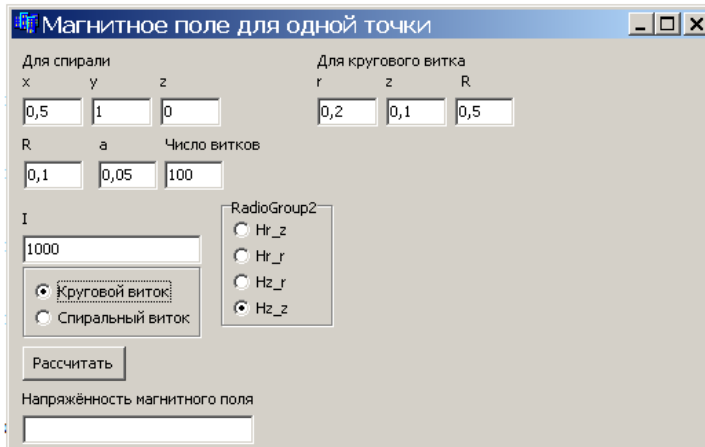 Магнитное поле для одной точки
Для спирали Для кругового витка
x y z r z R
0,5 1 0 0,2 0,1 0,5
R a Число витков
0,1 0,05 100
RadioGroup2
I
Hr_z
1000
Hr_r
Круговой виток
Hz_r
Спиральный виток
Hz_z
Рассчитать
Напряжённость магнитного поля